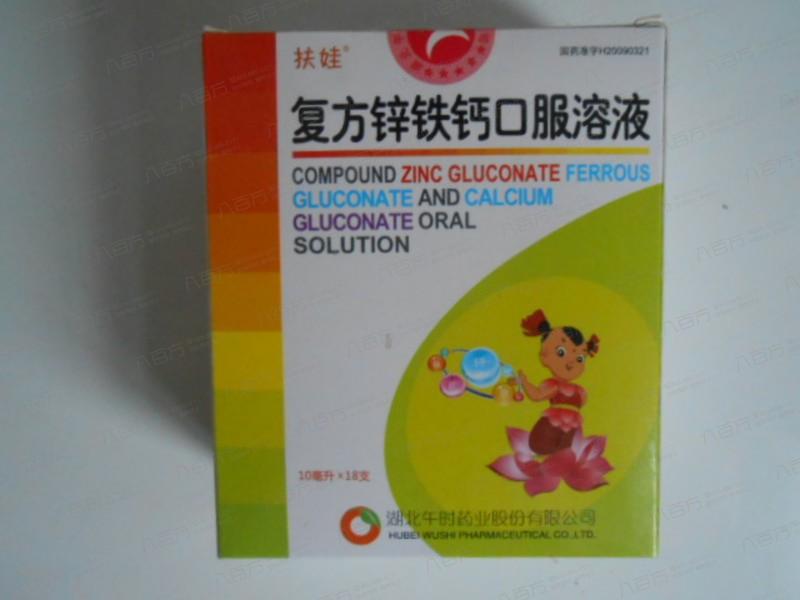 扶娃®
国药准字H20090321
复方锌铁钙口服溶液
COMPOUND ZINC GLUCONATE FERROUS
GLUCONATE AND CALCIUM
GLUCONATE ORAL
SOLUTION
10毫升×18支
湖北午时药业股份有限公司
HUBEI WUSHI PHARMACEUTICAL CO.,LTD.
八百方